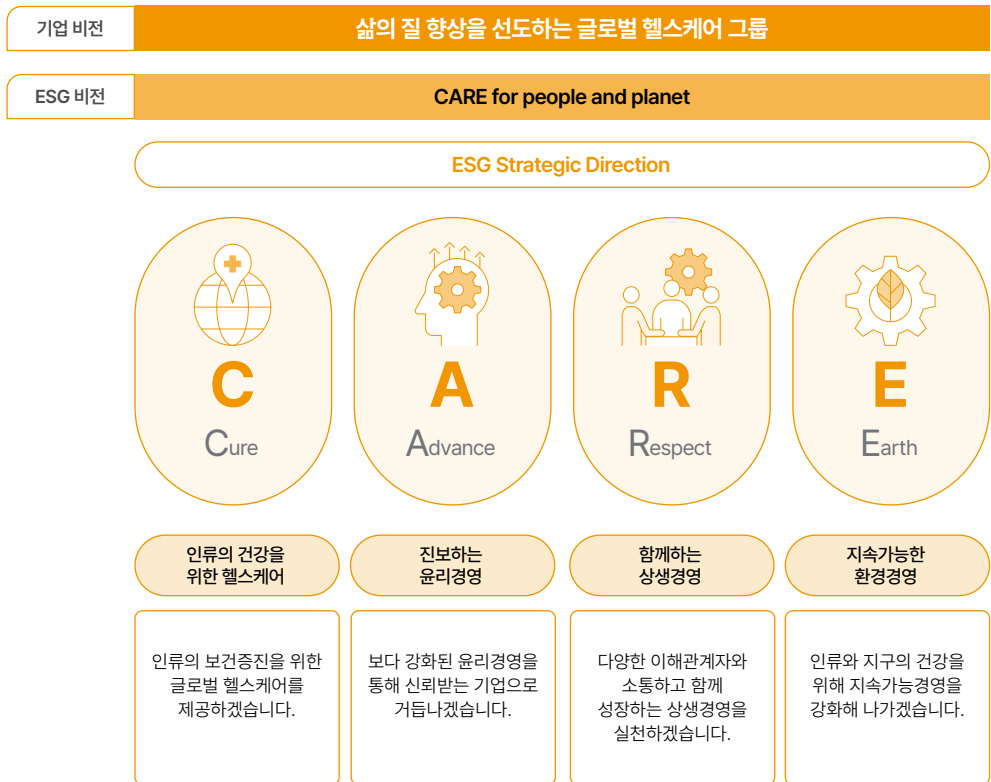 기업 비전
삶의 질 향상을 선도하는 글로벌 헬스케어 그룹
ESG 비전
CARE for people and planet
ESG Strategic Direction
C
Cure
A
Advance
R
Respect
E
Earth
인류의 건강을
위한 헬스케어
진보하는
윤리경영
함께하는
상생경영
지속가능한
환경경영
인류의 보건증진을 위한
글로벌 헬스케어를
제공하겠습니다.
보다 강화된 윤리경영을
통해 신뢰받는 기업으로
거듭나겠습니다.
다양한 이해관계자와
소통하고 함께
성장하는 상생경영을
실천하겠습니다.
인류와 지구의 건강을
위해 지속가능경영을
강화해 나가겠습니다.